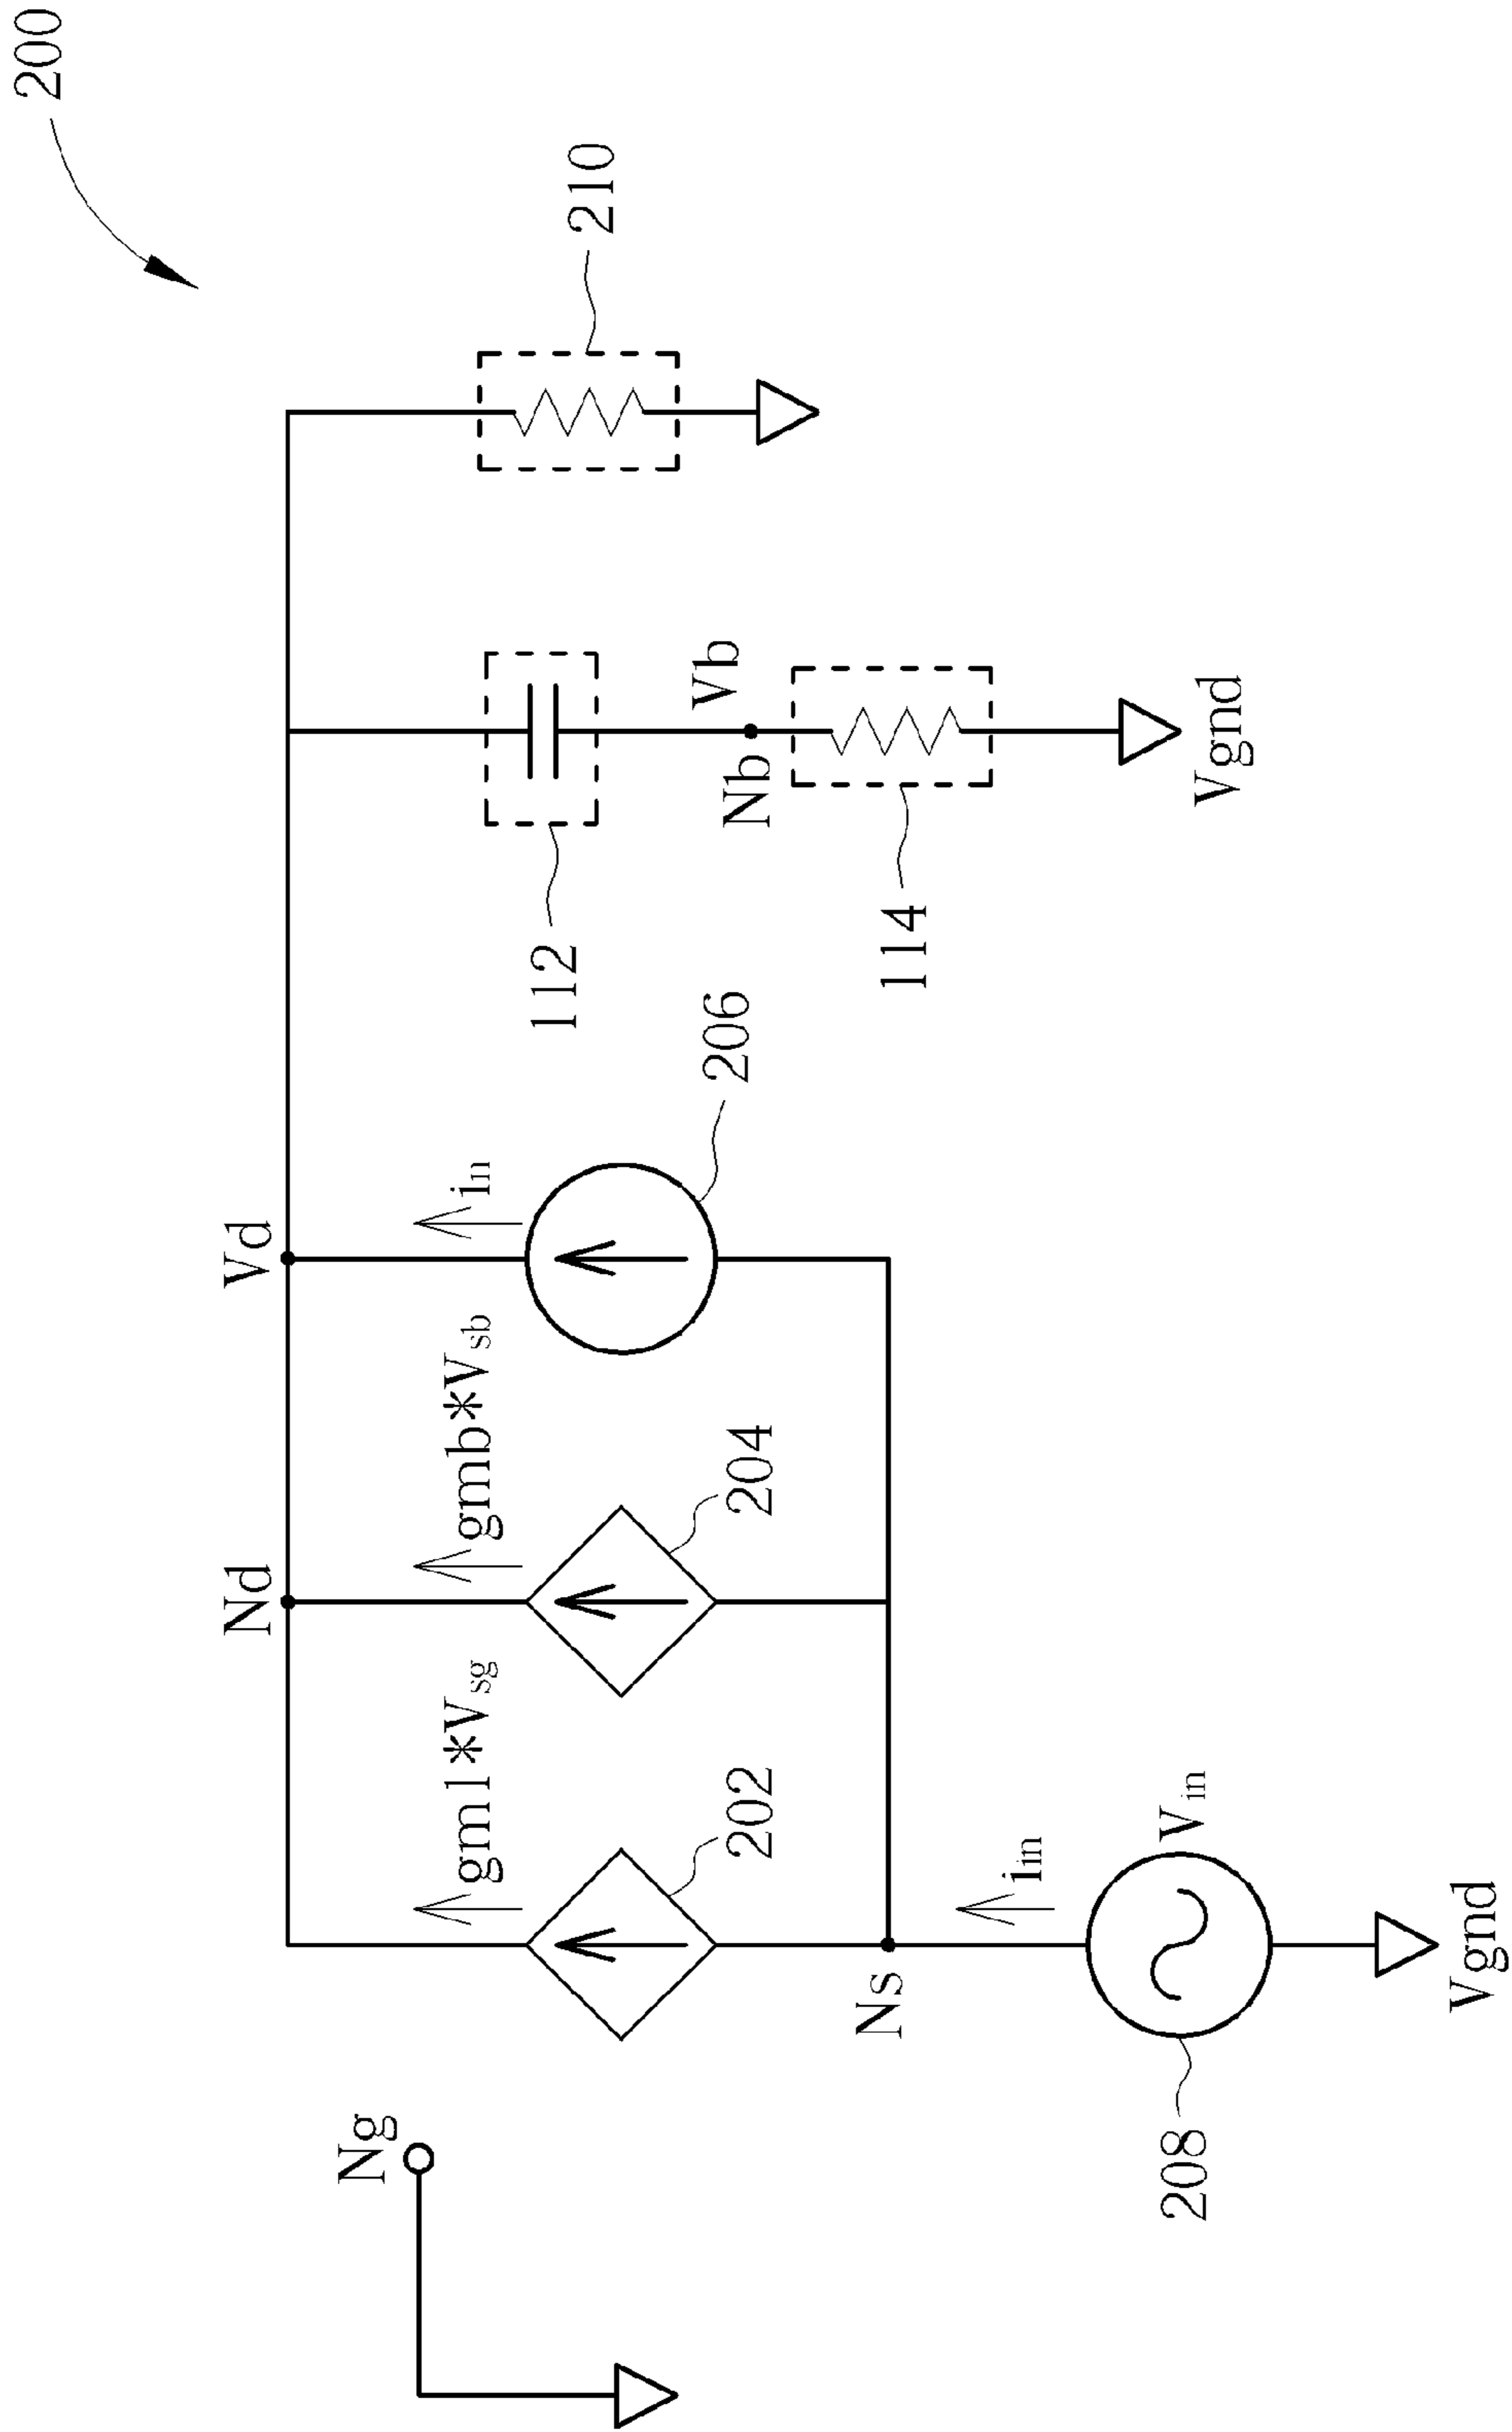 200
210
Vd
Nd
in
gmb*Vsb
gm1*Vsg
Vb
Nb
112
114
Vgnd
206
204
202
Ng
Ns
iin
Vin
208
Vgnd